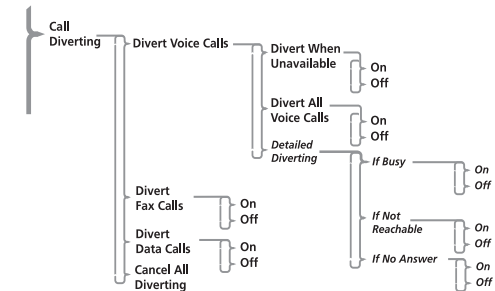 Call
Diverting
Divert Voice Calls
Divert When
Unavailable
On
Off
Divert All
Voice Calls
On
Off
Detailed
Diverting
If Busy
On
Off
If Not
Reachable
On
Off
If No Answer
On
Off
Divert
Fax Calls
On
Off
Divert
Data Calls
On
Off
Cancel All
Diverting